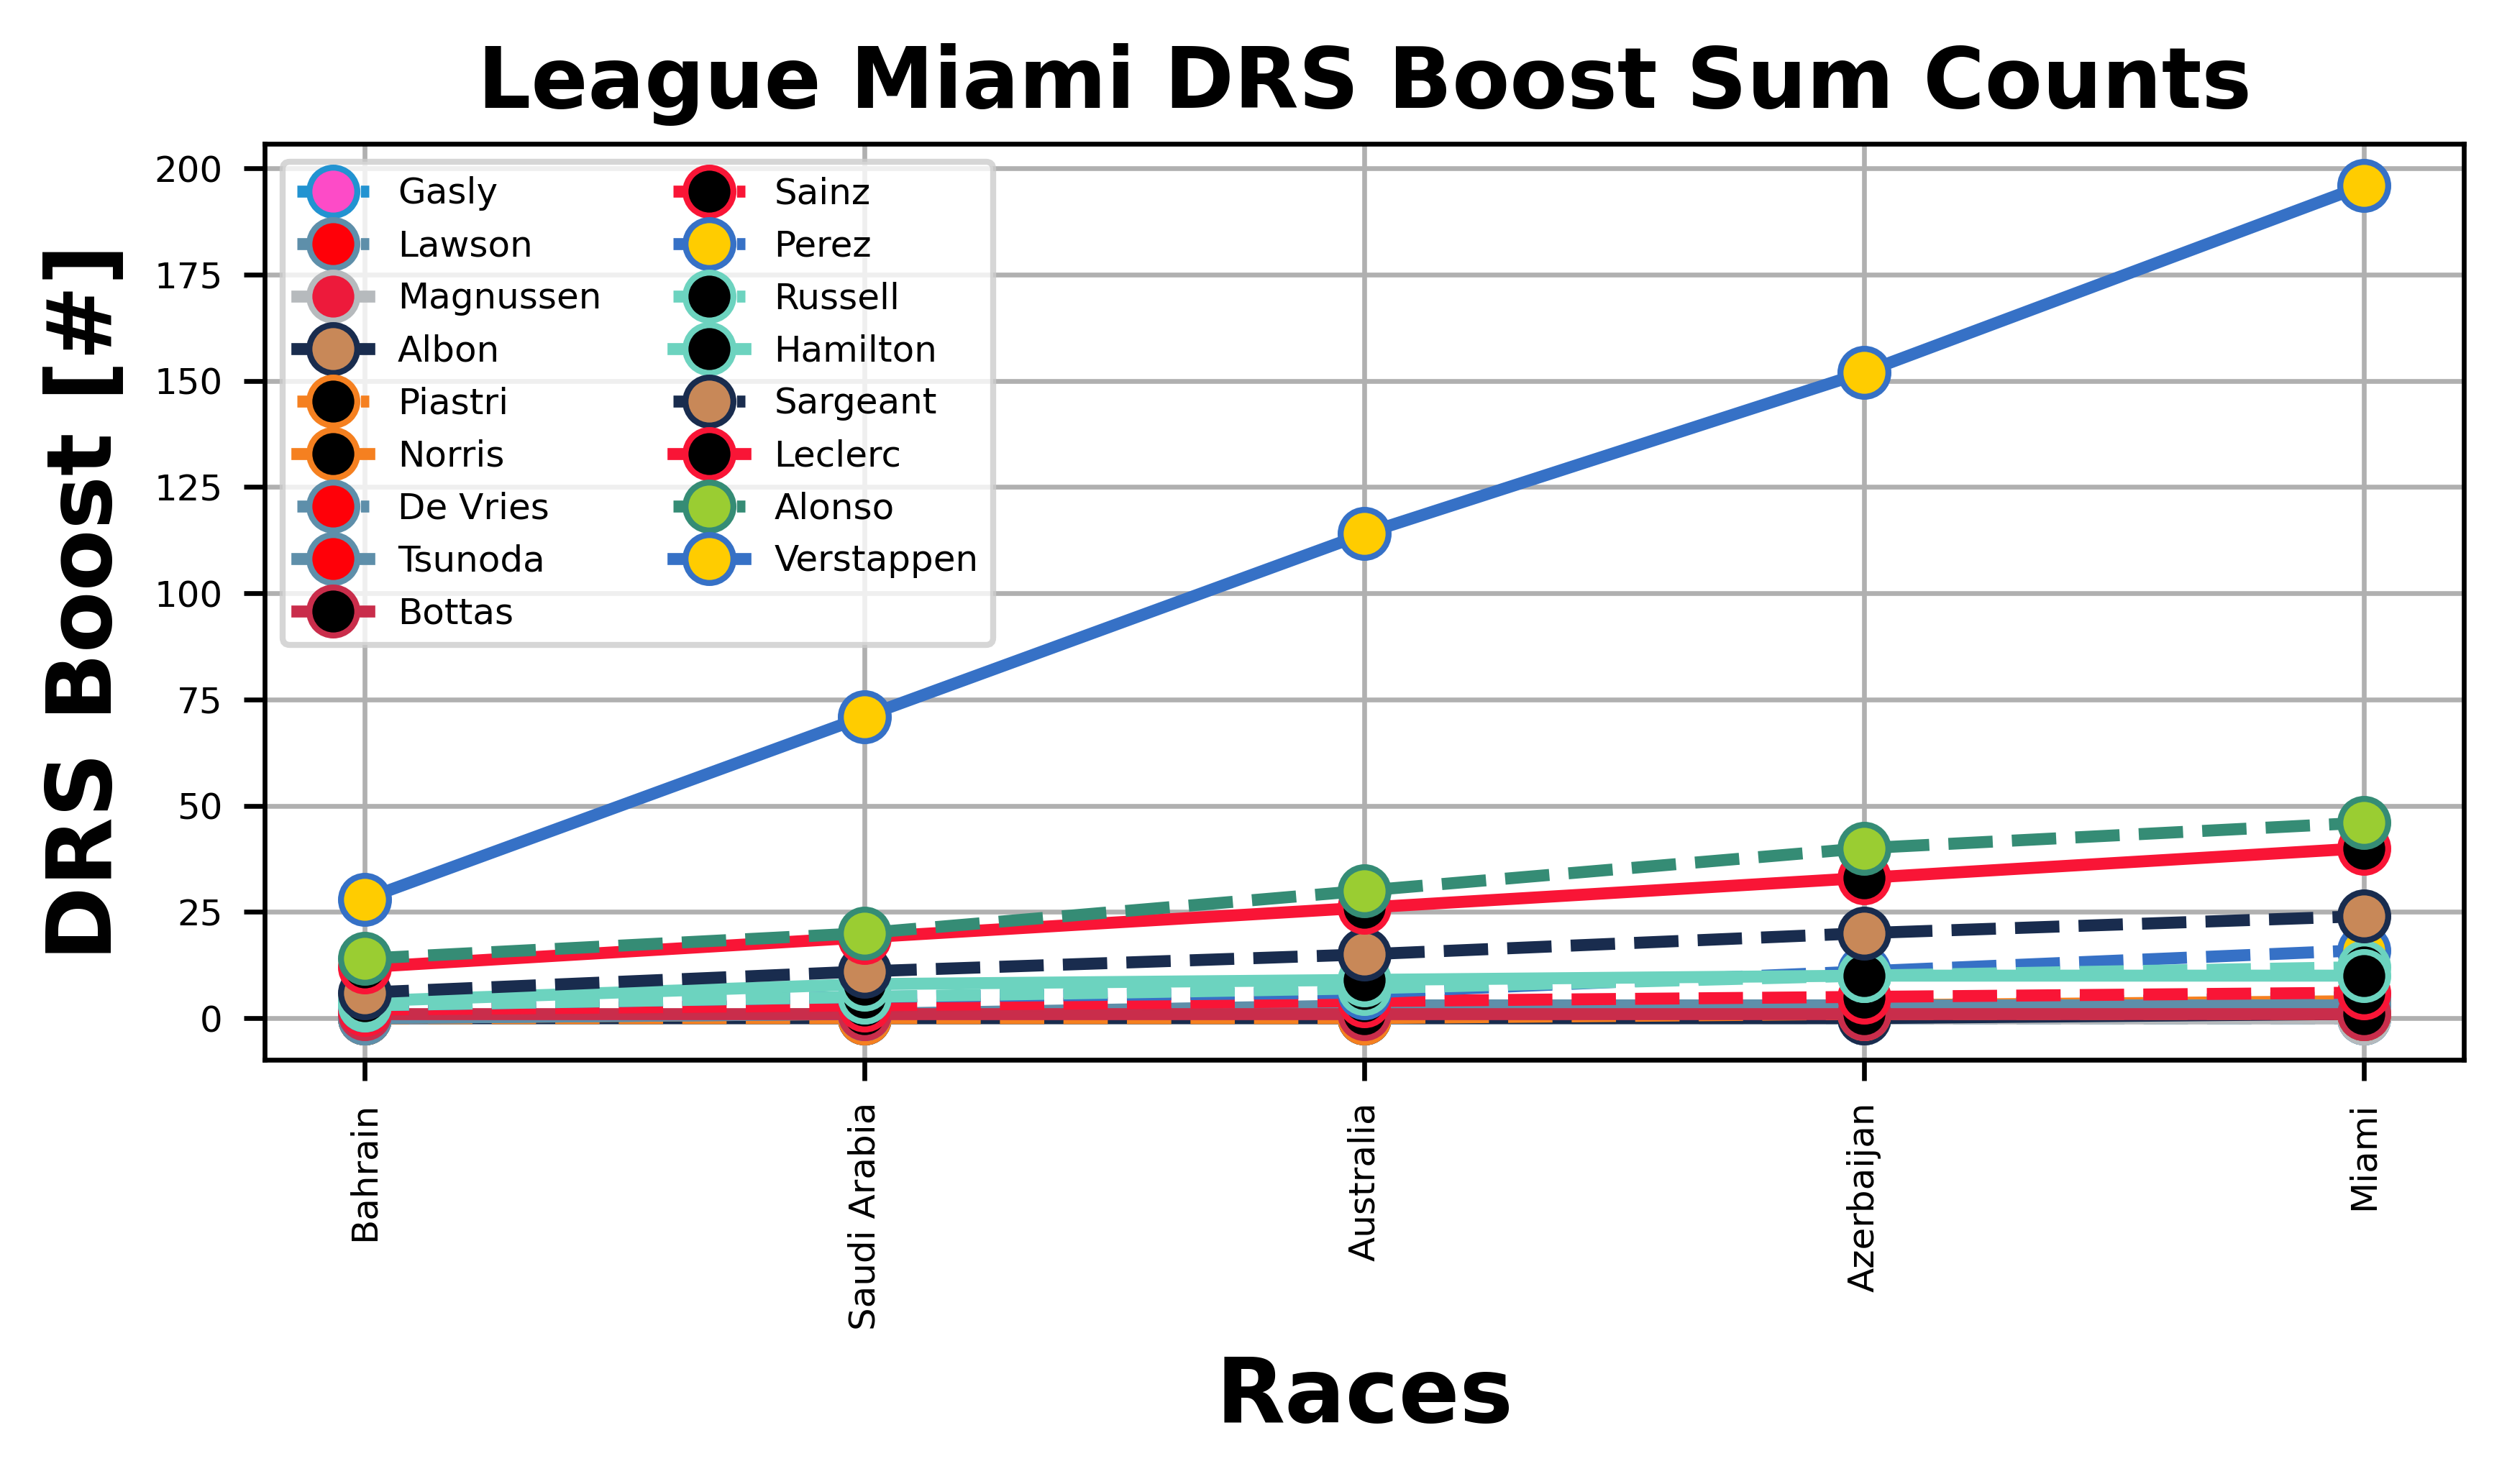 League Miami DRS Boost Sum Counts
DRS Boost [#]
200
175
150
125
100
75
50
25
0
Gasly
Lawson
Magnussen
Albon
Piastri
Norris
De Vries
Tsunoda
Bottas
Sainz
Perez
Russell
Hamilton
Sargeant
Leclerc
Alonso
Verstappen
Bahrain
Saudi Arabia
Australia
Azerbaijan
Miami
Races